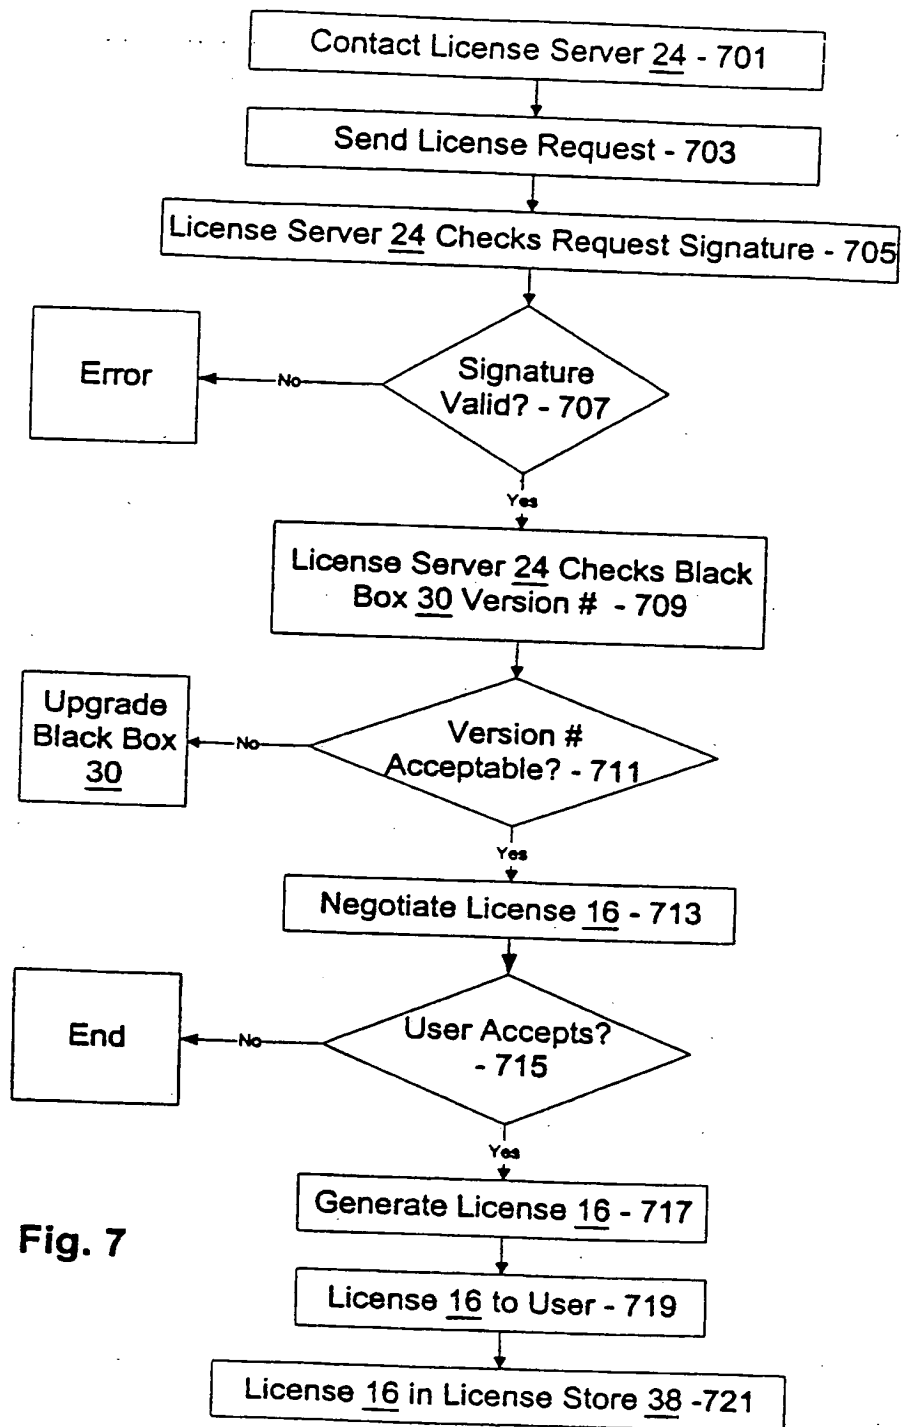 Contact License Server 24 - 701
Send License Request - 703
License Server 24 Checks Request Signature - 705
Signature
Valid? - 707
No
Error
Yes
License Server 24 Checks Black
Box 30 Version # - 709
Version #
Acceptable? - 711
No
Upgrade
Black Box
30
Yes
Negotiate License 16 - 713
User Accepts?
- 715
No
End
Yes
Generate License 16 - 717
License 16 to User - 719
License 16 in License Store 38 -721
Fig. 7